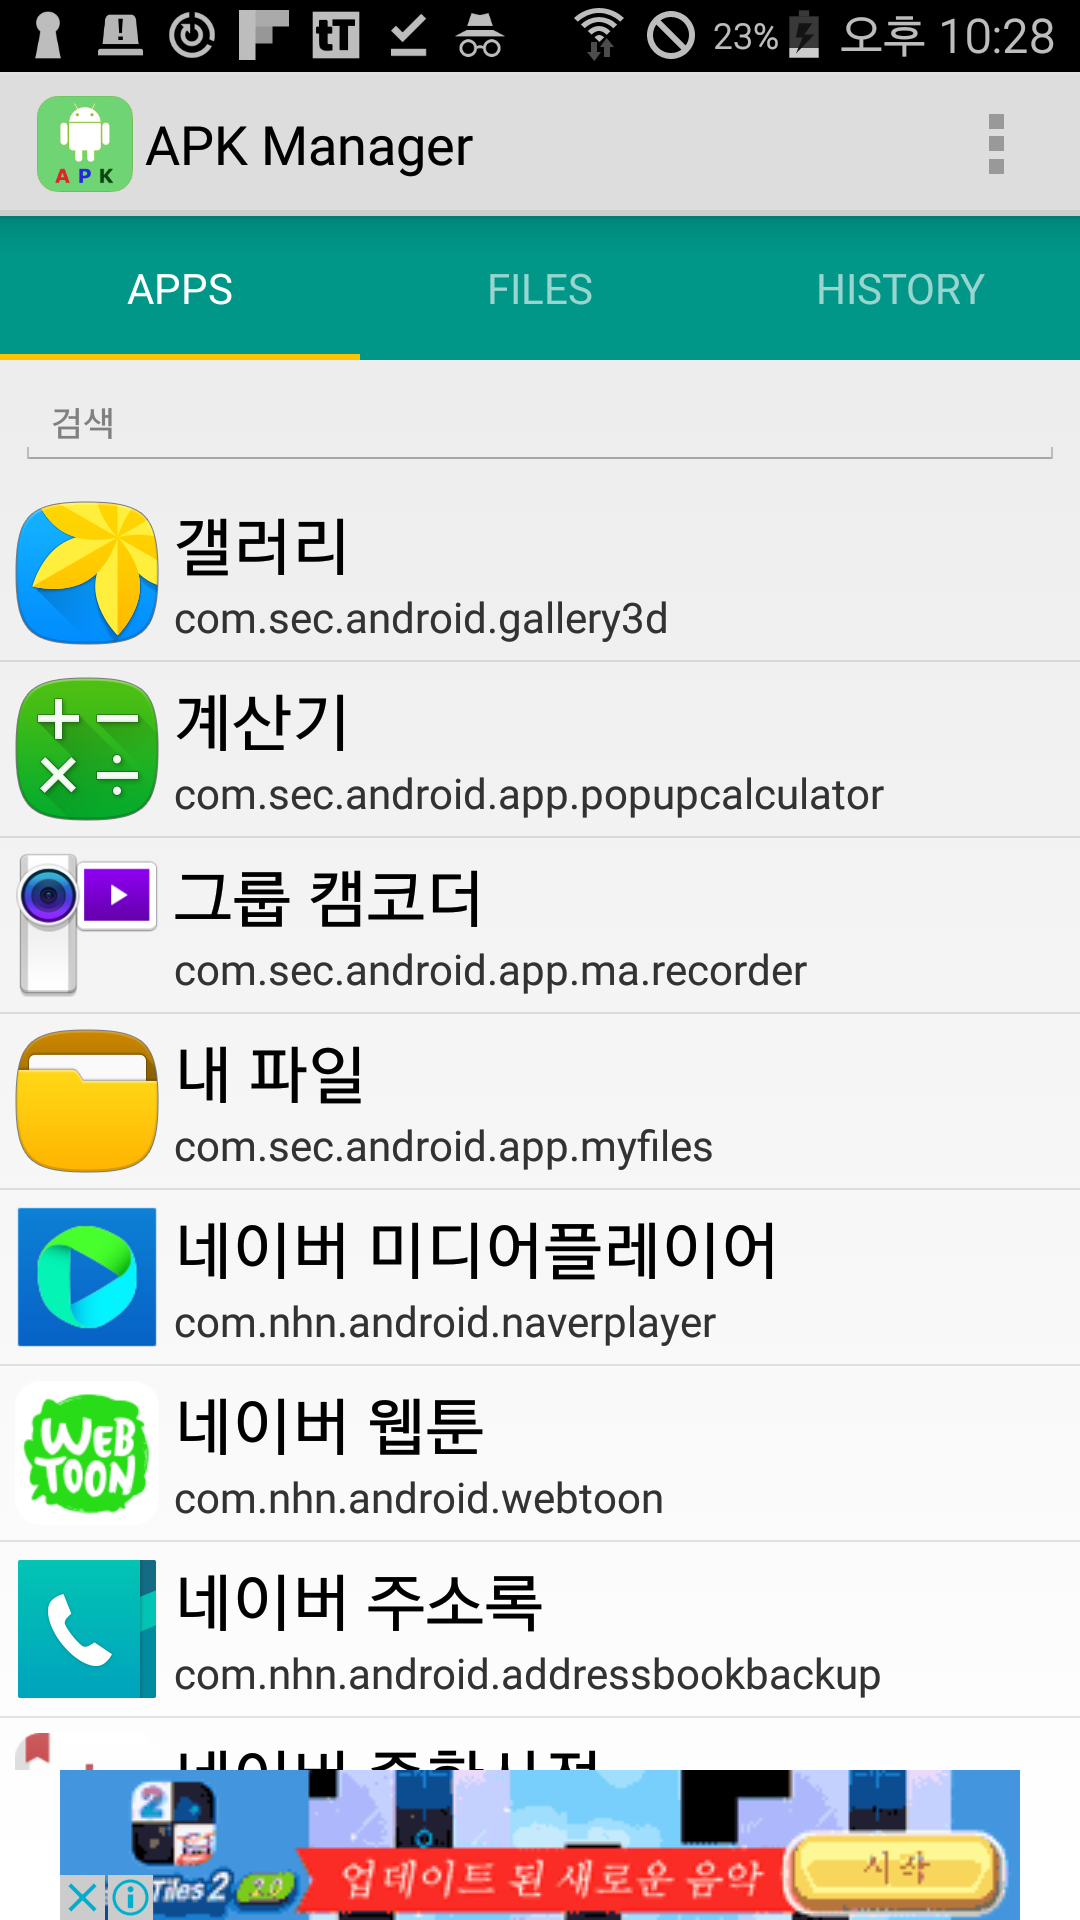 23% 오후 10:28
APK
APK Manager
APPS FILES HISTORY
검색
갤러리
com.sec.android.gallery3d
계산기
com.sec.android.app.popupcalculator
그룹 캠코더
com.sec.android.app.ma.recorder
내 파일
com.sec.android.app.myfiles
네이버 미디어플레이어
com.nhn.android.naverplayer
WEB
TOON
네이버 웹툰
com.nhn.android.webtoon
네이버 주소록
com.nhn.android.addressbookbackup
네이버
2
Tiles 2 2.0
업데이트 된 새로운 음악
시작